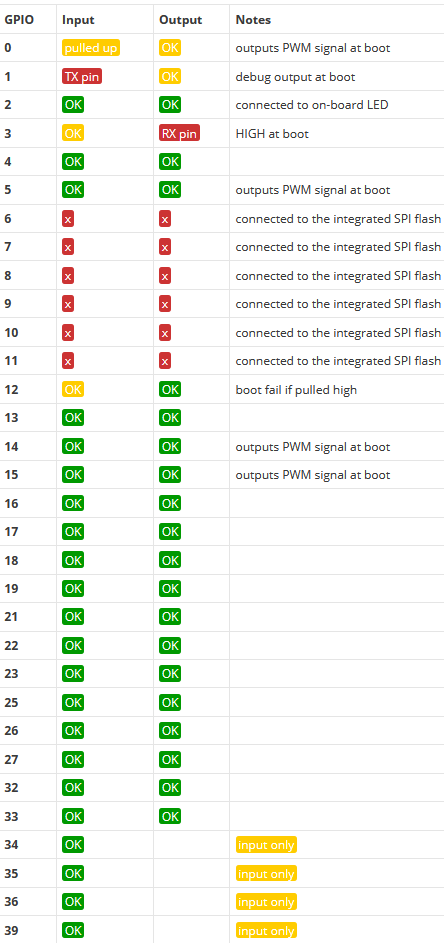 GPIO Input Output Notes
0 pulled up OK outputs PWM signal at boot
1 TX pin OK debug output at boot
2 OK OK connected to on-board LED
3 OK RX pin HIGH at boot
4 OK OK
5 OK OK outputs PWM signal at boot
6 x x connected to the integrated SPI flash
7 x x connected to the integrated SPI flash
8 x x connected to the integrated SPI flash
9 x x connected to the integrated SPI flash
10 x x connected to the integrated SPI flash
11 x x connected to the integrated SPI flash
12 OK OK boot fail if pulled high
13 OK OK
14 OK OK outputs PWM signal at boot
15 OK OK outputs PWM signal at boot
16 OK OK
17 OK OK
18 OK OK
19 OK OK
21 OK OK
22 OK OK
23 OK OK
25 OK OK
26 OK OK
27 OK OK
32 OK OK
33 OK OK
34 OK input only
35 OK input only
36 OK input only
39 OK input only